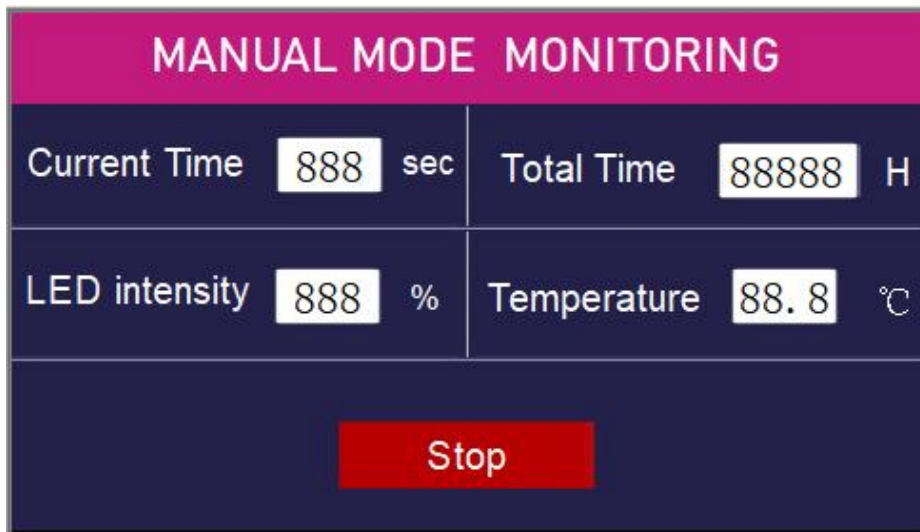 MANUAL MODE MONITORING
Current Time 888 sec
Total Time 88888 H
LED intensity 888 %
Temperature 88.8 ℃
Stop